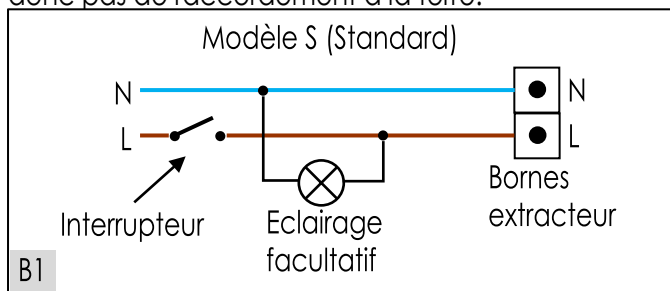 Modèle S (Standard)
N
N
L
L
Interrupteur
Eclairage
facultatif
Bornes
extracteur
B1